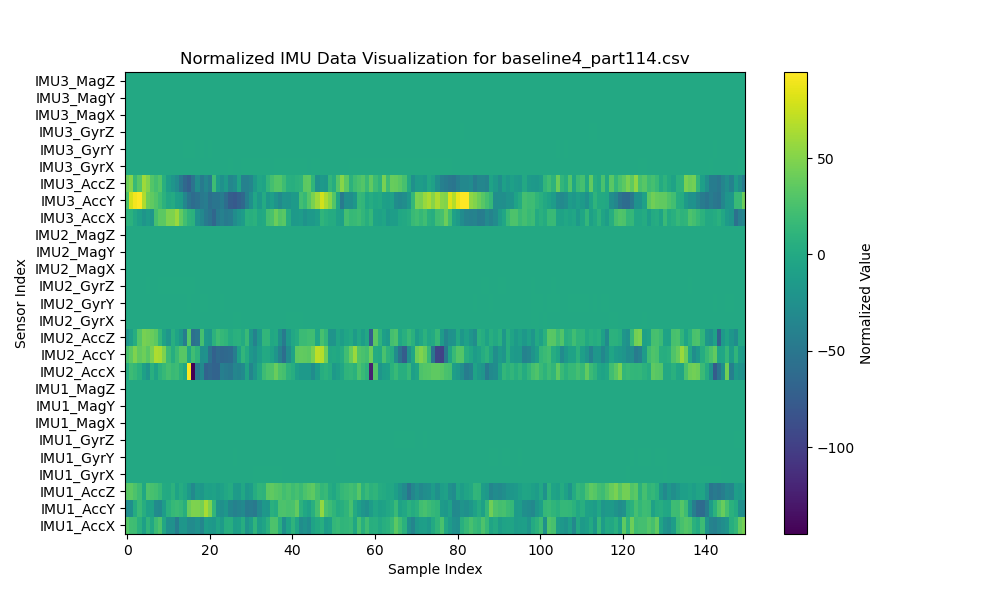 Normalized IMU Data Visualization for baseline4_part114.csv
IMU3_MagZ
IMU3_MagY
IMU3_MagX
IMU3_GyrZ
IMU3_GyrY
IMU3_GyrX
IMU3_AccZ
IMU3_AccY
IMU3_AccX
IMU2_MagZ
IMU2_MagY
IMU2_MagX
IMU2_GyrZ
IMU2_GyrY
IMU2_GyrX
IMU2_AccZ
IMU2_AccY
IMU2_AccX
IMU1_MagZ
IMU1_MagY
IMU1_MagX
IMU1_GyrZ
IMU1_GyrY
IMU1_GyrX
IMU1_AccZ
IMU1_AccY
IMU1_AccX
Sensor Index
0 20 40 60 80 100 120 140
Sample Index
50
0
−50
−100
Normalized Value